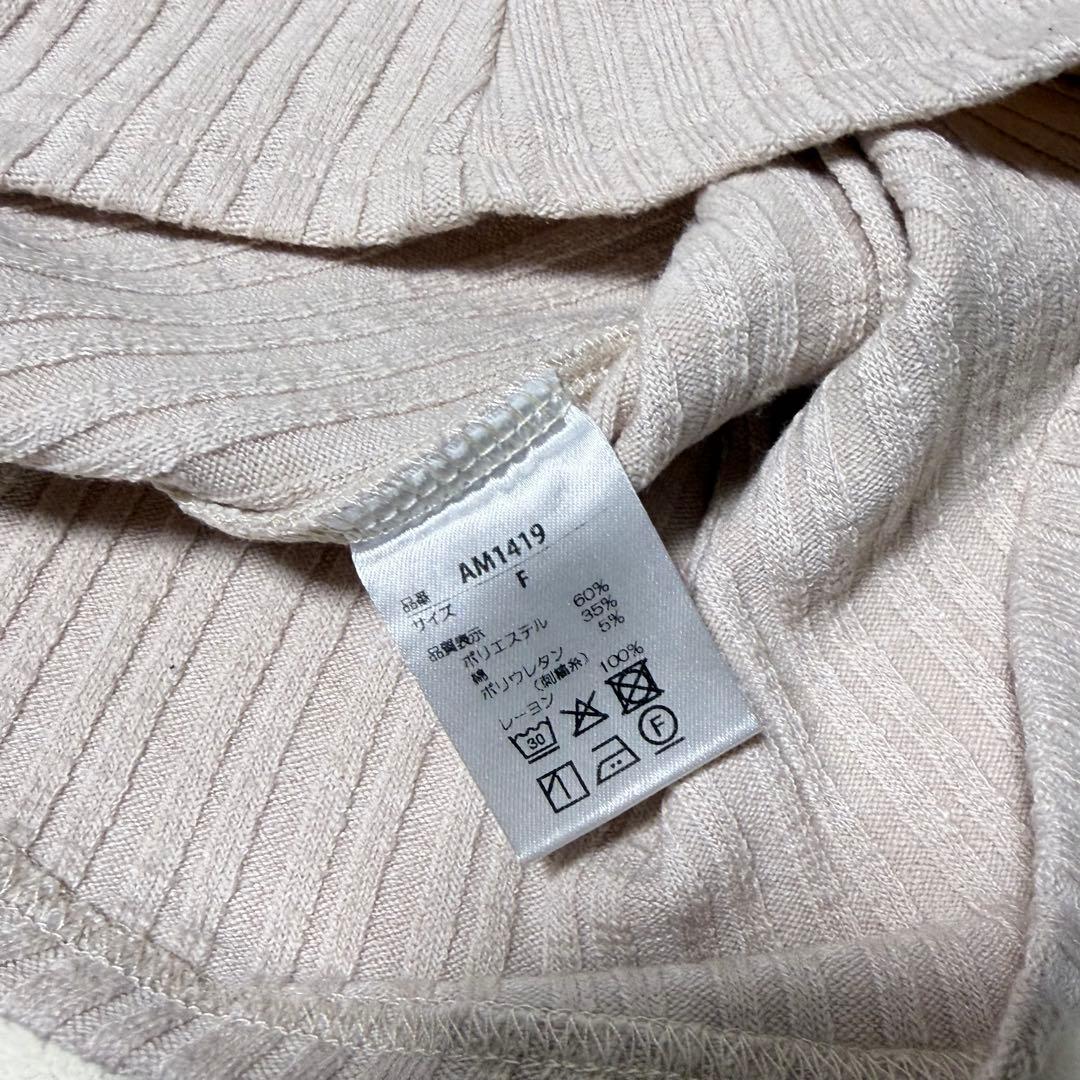 品番 AM1419
サイズ F
品質表示
ポリエステル 60%
綿 35%
ポリウレタン 5%
(刺繍糸)
レーヨン 100%
30
F